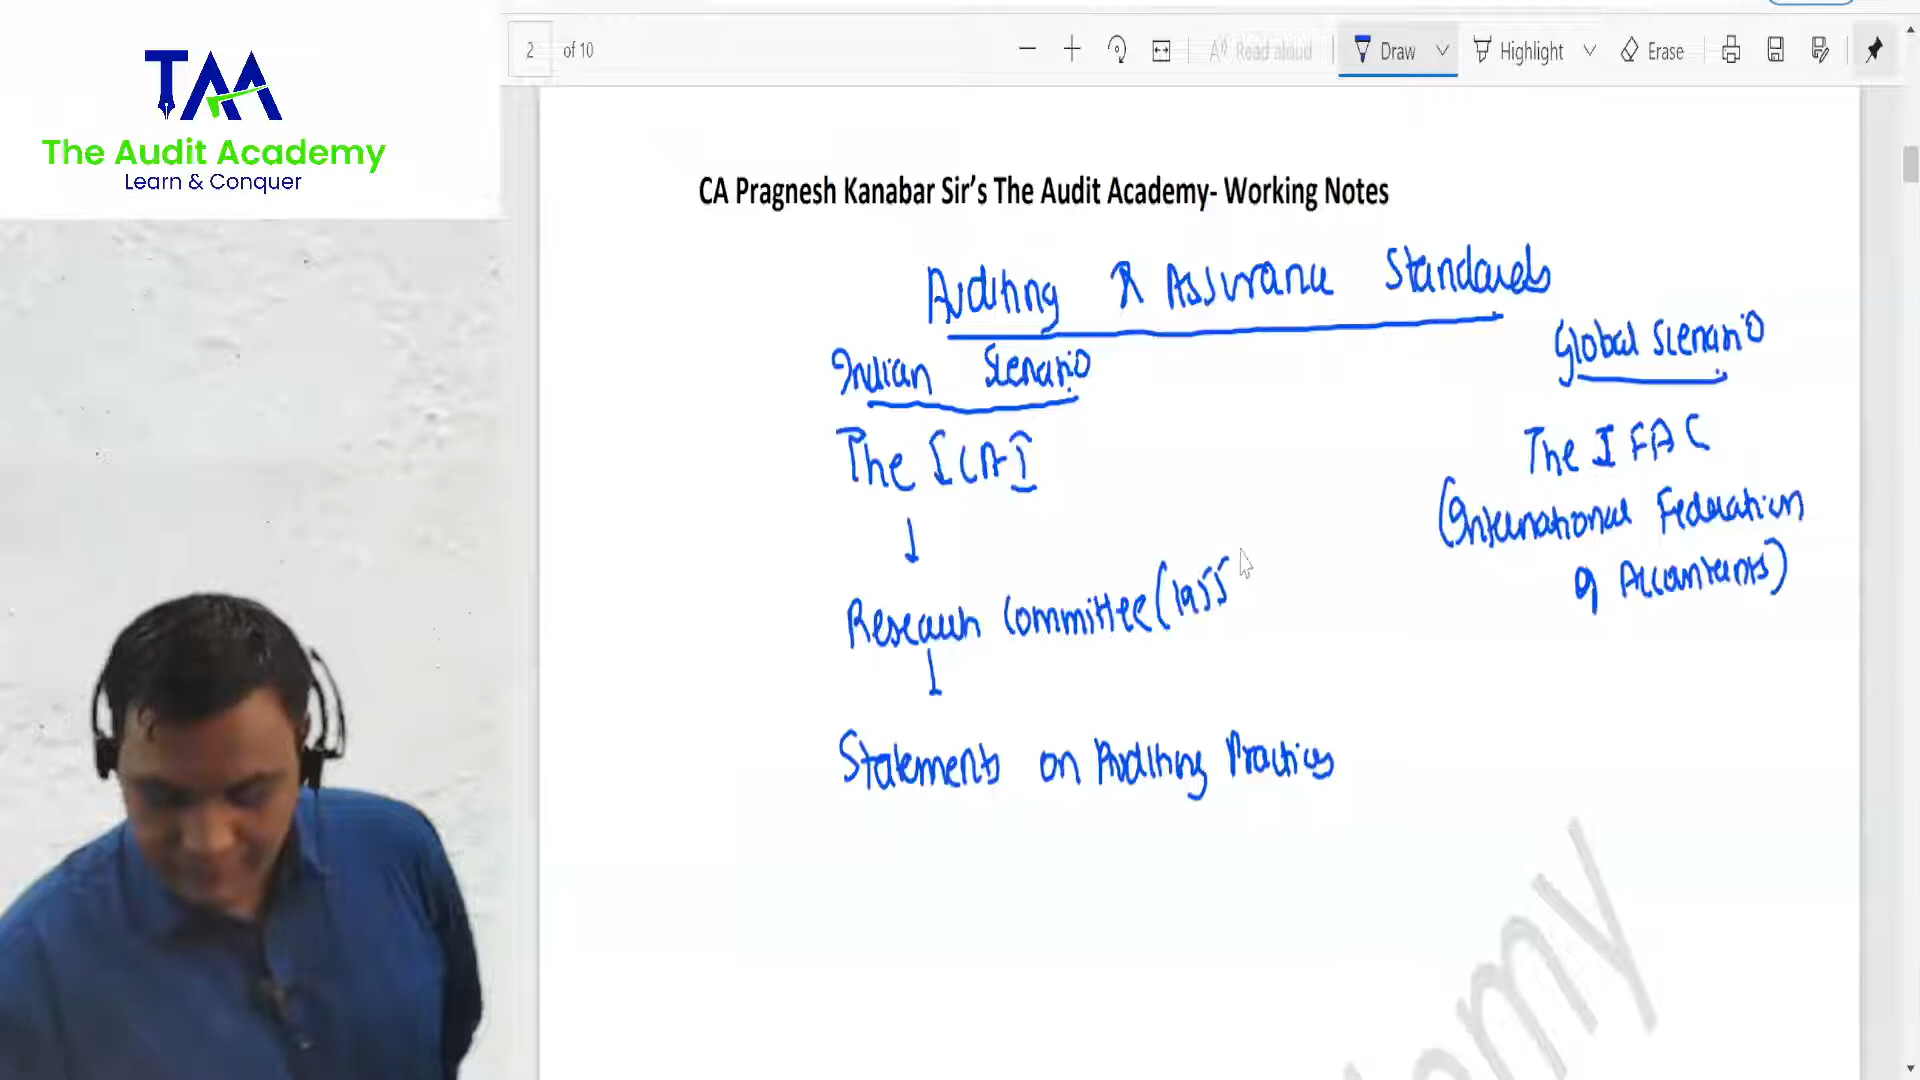 TAA
The Audit Academy
Learn & Conquer
2 of 10
Read aloud
Draw
Highlight
Erase
CA Pragnesh Kanabar Sir's The Audit Academy- Working Notes
Auditing & Assurance Standards
Indian Scenario
Global Scenario
The ICAI
The IFAC
(International Federation
of Accountants)
Research Committee (1955
Statements on Auditing Practices
demy